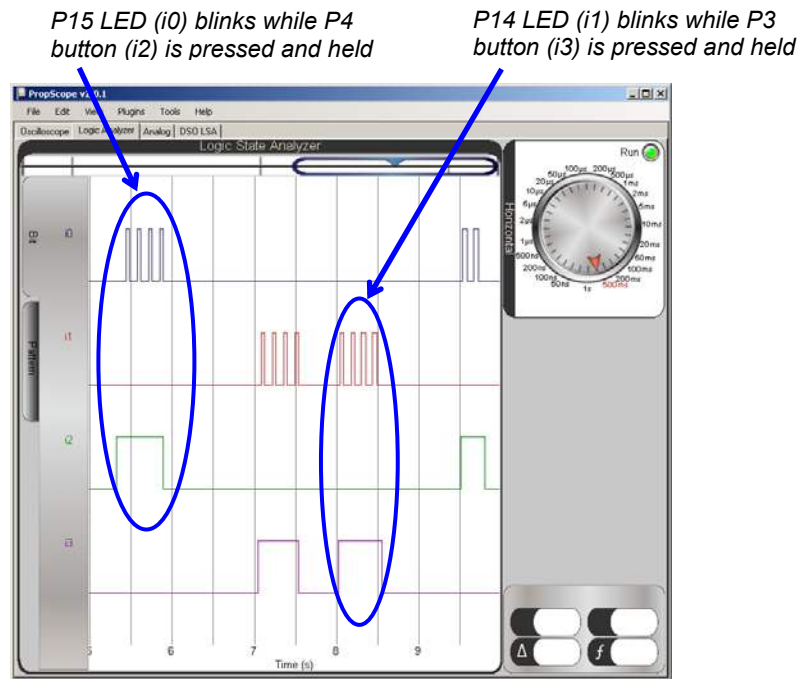 P15 LED (i0) blinks while P4
button (i2) is pressed and held
P14 LED (i1) blinks while P3
button (i3) is pressed and held
PropScope
File Edit View Plugins Tools Help
Oscilloscope Logic Analyzer Analog DSO LSA
Logic State Analyzer
Run
Horizontal
50µs 100µs 200µs 500µs
20µs 1ms
10µs 2ms
5µs 5ms
2µs 10ms
1µs 20ms
500ns 50ms
200ns 100ms
100ns 200ms
50ns 1s 500ms
Bit
Pattern
i0
i1
i2
i3
5 6 7 8 9
Time (s)
Δ
f